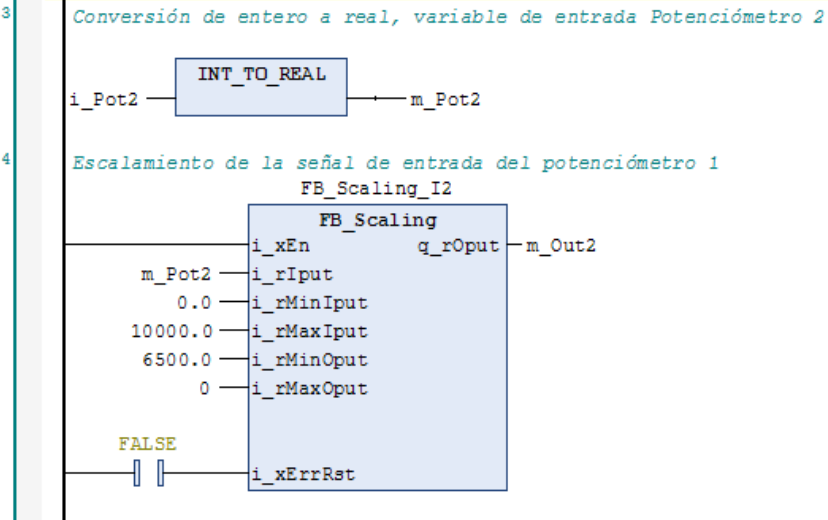 3
Conversión de entero a real, variable de entrada Potenciómetro 2
INT_TO_REAL
i_Pot2 m_Pot2
4
Escalamiento de la señal de entrada del potenciómetro 1
FB_Scaling_I2
FB_Scaling
i_xEn q_rOput m_Out2
m_Pot2 i_rIput
0.0 i_rMinIput
10000.0 i_rMaxIput
6500.0 i_rMinOput
0 i_rMaxOput
FALSE
i_xErrRst